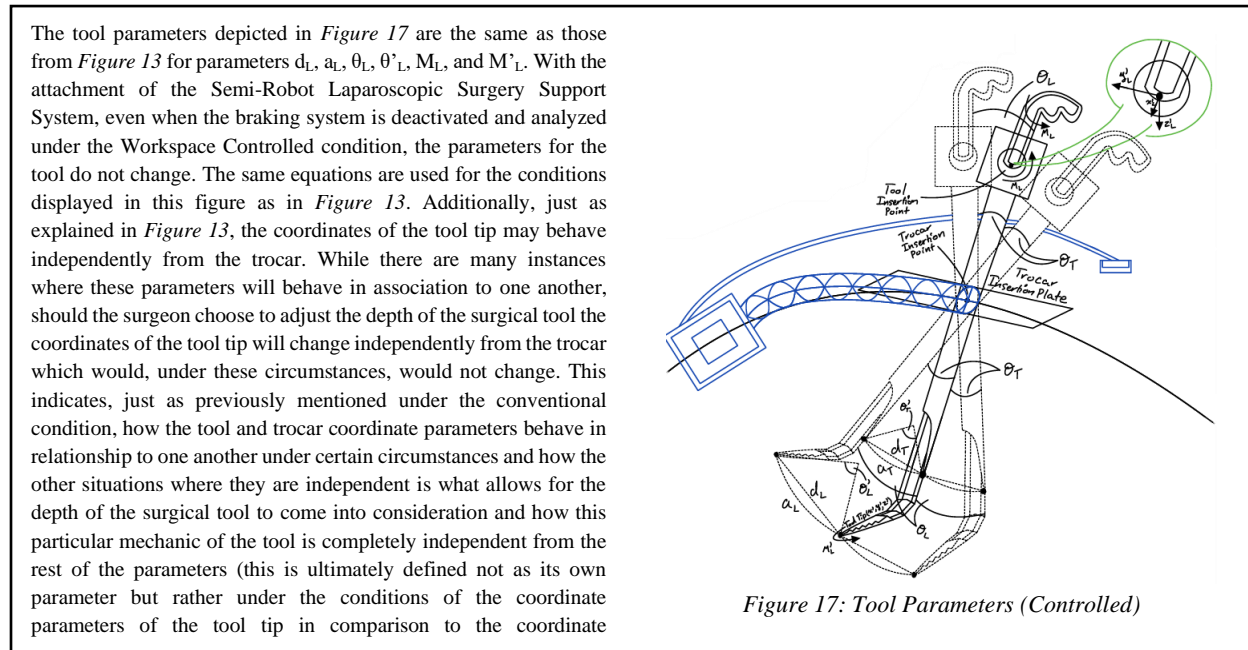 The tool parameters depicted in Figure 17 are the same as those
from Figure 13 for parameters dL, aL, θL, θ’L, ML, and M’L. With the
attachment of the Semi-Robot Laparoscopic Surgery Support
System, even when the braking system is deactivated and analyzed
under the Workspace Controlled condition, the parameters for the
tool do not change. The same equations are used for the conditions
displayed in this figure as in Figure 13. Additionally, just as
explained in Figure 13, the coordinates of the tool tip may behave
independently from the trocar. While there are many instances
where these parameters will behave in association to one another,
should the surgeon choose to adjust the depth of the surgical tool the
coordinates of the tool tip will change independently from the trocar
which would, under these circumstances, would not change. This
indicates, just as previously mentioned under the conventional
condition, how the tool and trocar coordinate parameters behave in
relationship to one another under certain circumstances and how the
other situations where they are independent is what allows for the
depth of the surgical tool to come into consideration and how this
particular mechanic of the tool is completely independent from the
rest of the parameters (this is ultimately defined not as its own
parameter but rather under the conditions of the coordinate
parameters of the tool tip in comparison to the coordinate
θL
ML
ML
Tool
Insertion
Point
Trocar
Insertion
Point
θT
Trocar
Insertion Plate
θT
θ'T
dT
aT
dL
θ'L
aL
θL
Tool Tip
M'L
Figure 17: Tool Parameters (Controlled)